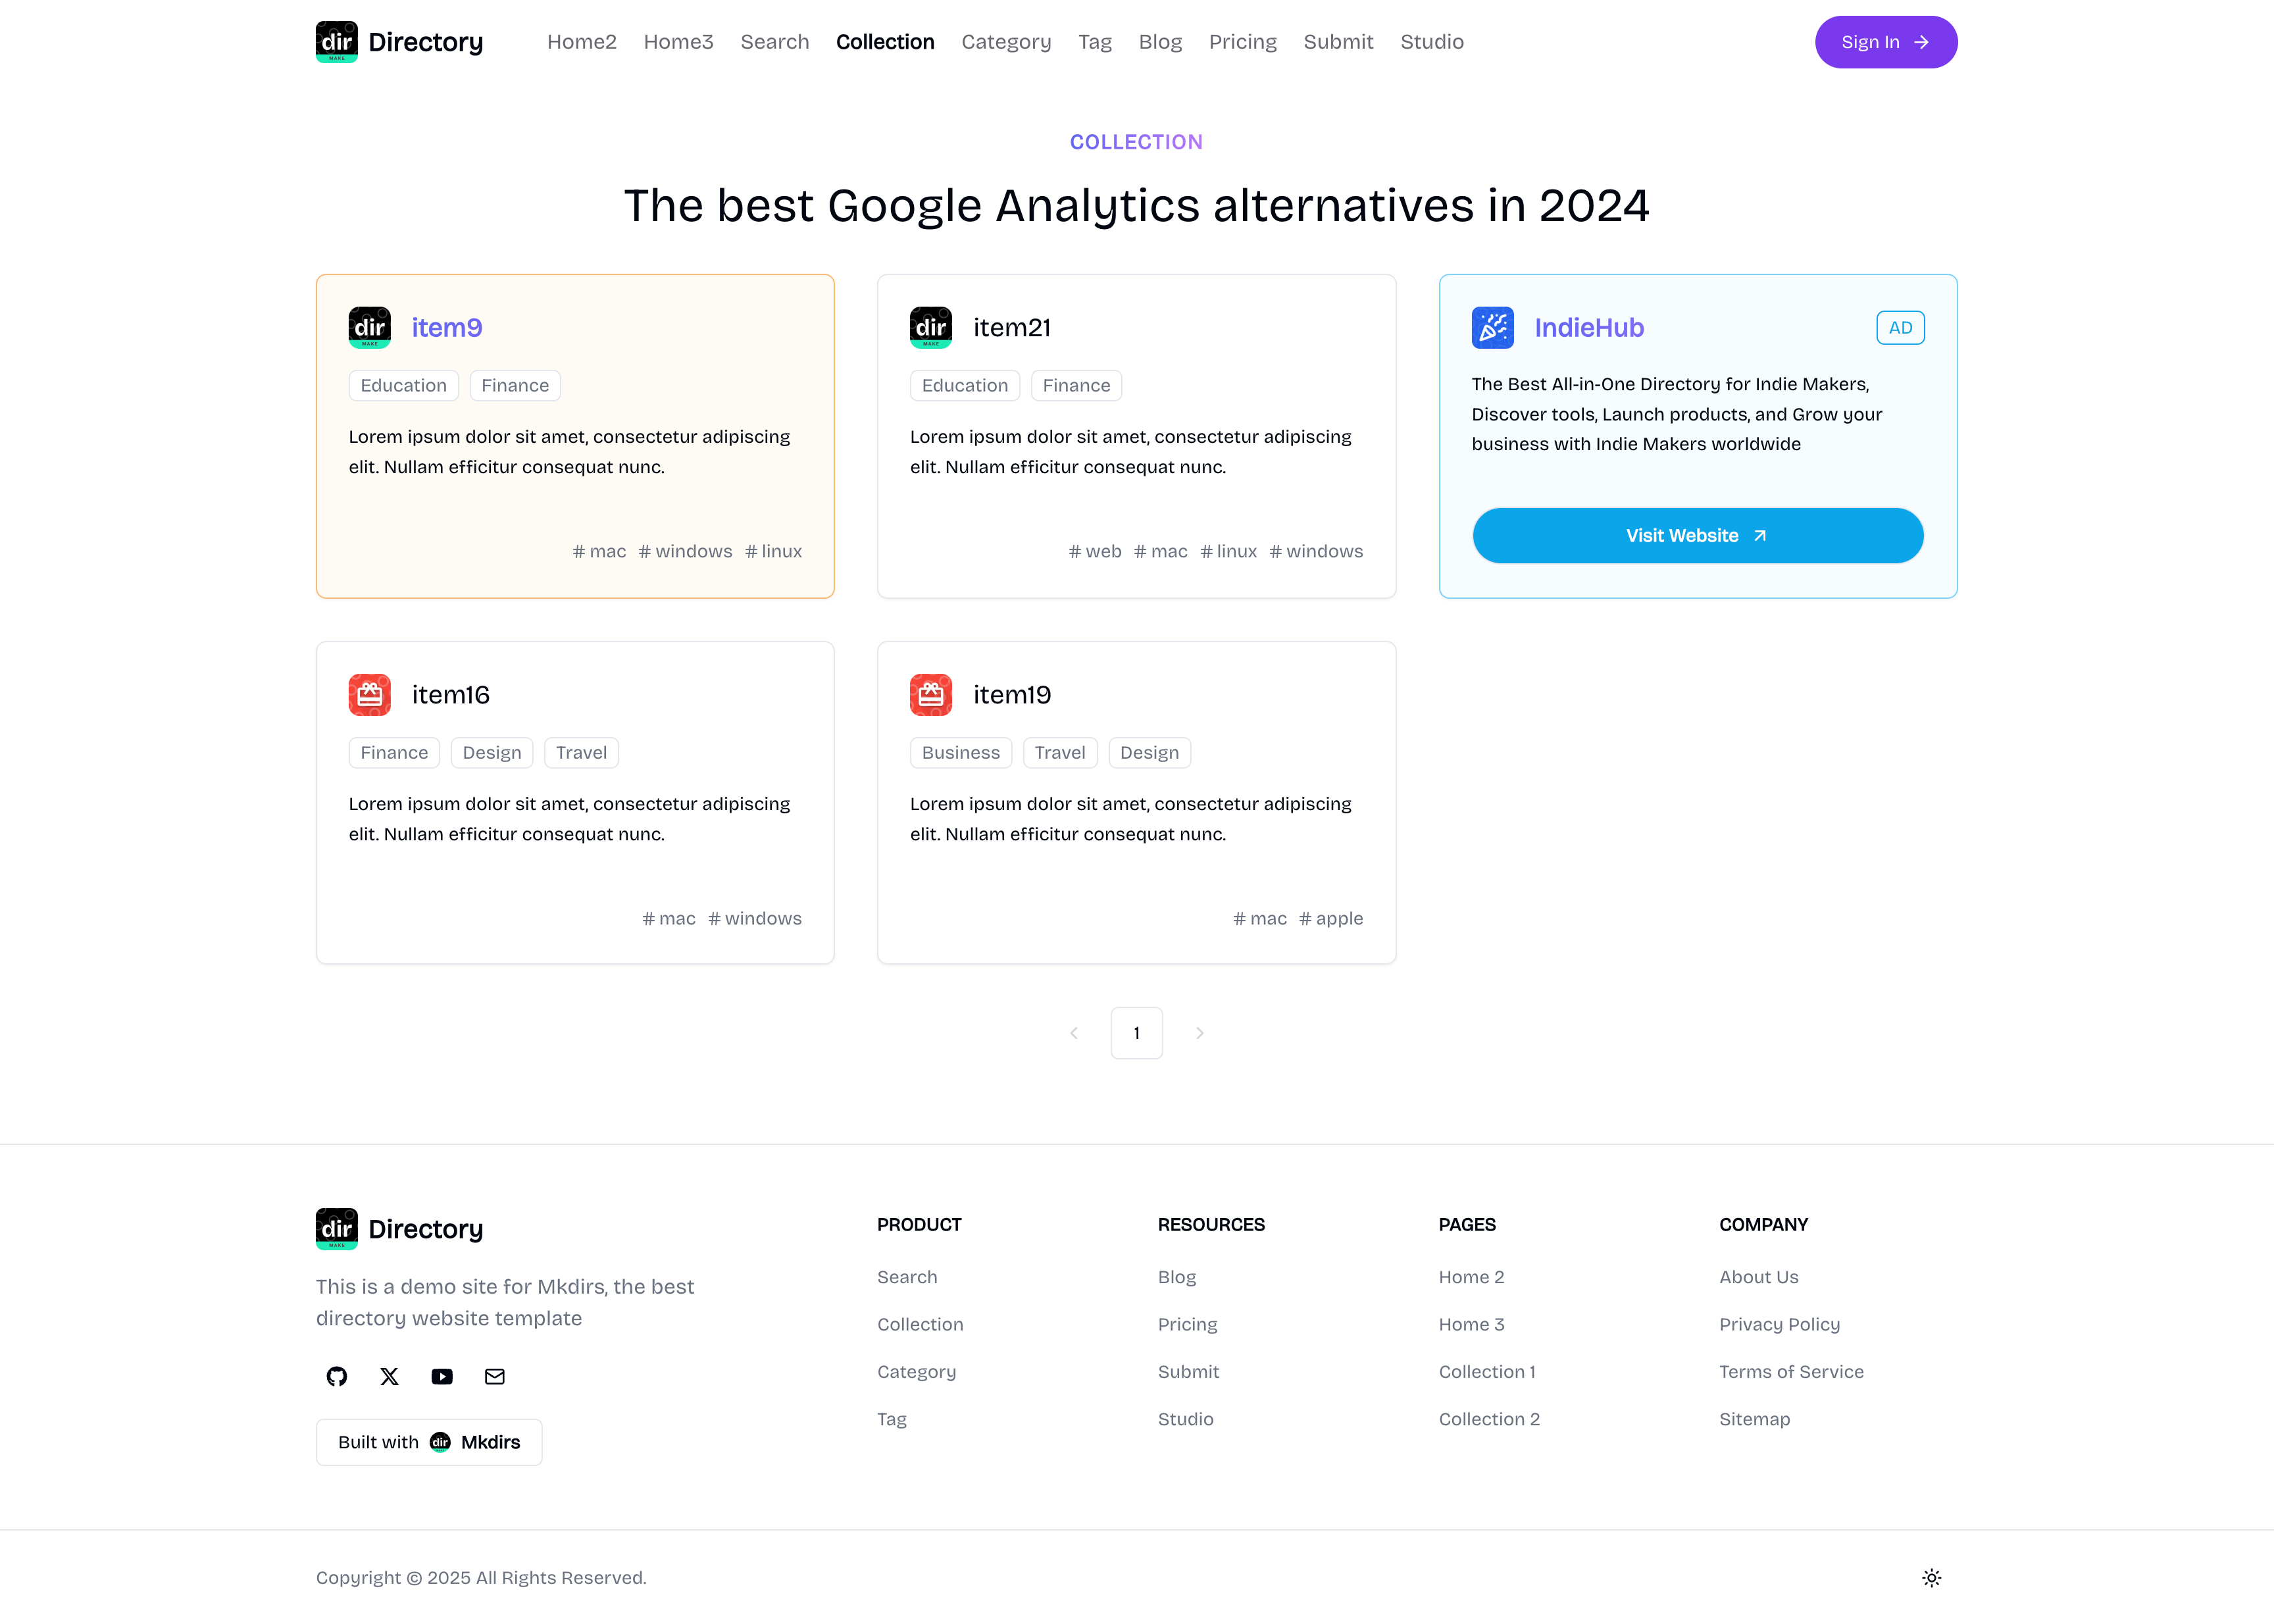 dir MAKE Directory Home2 Home3 Search Collection Category Tag Blog Pricing Submit Studio Sign In
COLLECTION
The best Google Analytics alternatives in 2024
dir MAKE item9
Education Finance
Lorem ipsum dolor sit amet, consectetur adipiscing
elit. Nullam efficitur consequat nunc.
# mac # windows # linux
dir MAKE item21
Education Finance
Lorem ipsum dolor sit amet, consectetur adipiscing
elit. Nullam efficitur consequat nunc.
# web # mac # linux # windows
IndieHub AD
The Best All-in-One Directory for Indie Makers,
Discover tools, Launch products, and Grow your
business with Indie Makers worldwide
Visit Website
item16
Finance Design Travel
Lorem ipsum dolor sit amet, consectetur adipiscing
elit. Nullam efficitur consequat nunc.
# mac # windows
item19
Business Travel Design
Lorem ipsum dolor sit amet, consectetur adipiscing
elit. Nullam efficitur consequat nunc.
# mac # apple
1
dir MAKE Directory
This is a demo site for Mkdirs, the best
directory website template
Built with dir Mkdirs
PRODUCT
Search
Collection
Category
Tag
RESOURCES
Blog
Pricing
Submit
Studio
PAGES
Home 2
Home 3
Collection 1
Collection 2
COMPANY
About Us
Privacy Policy
Terms of Service
Sitemap
Copyright © 2025 All Rights Reserved.